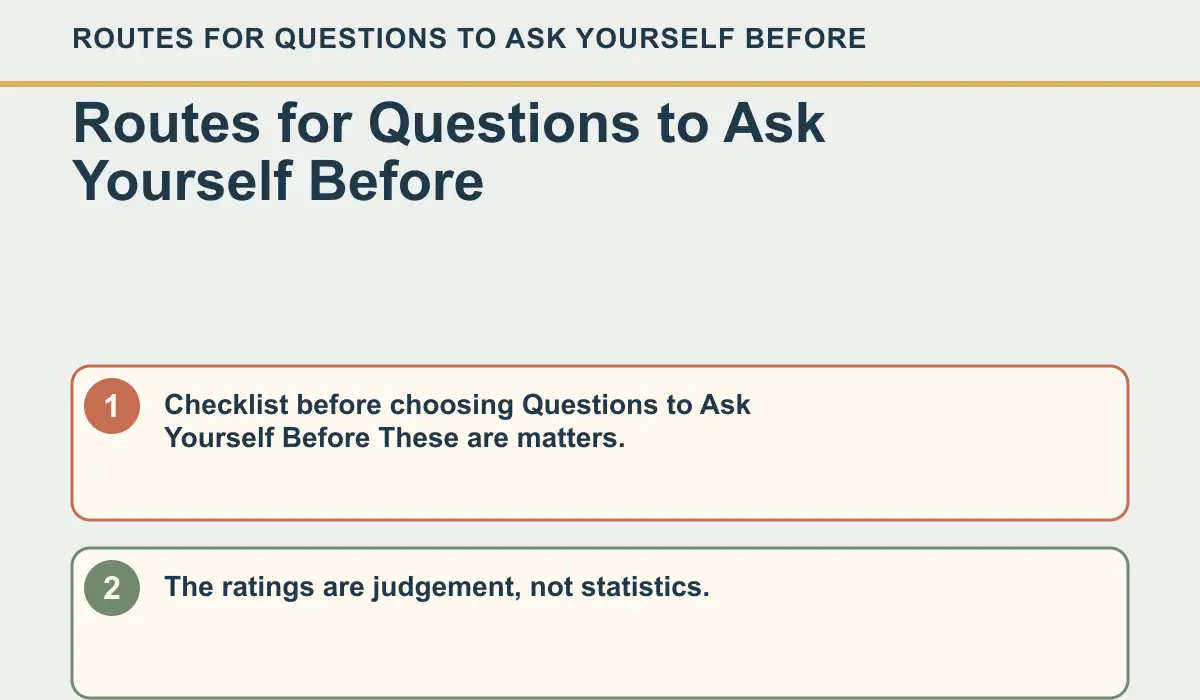 ROUTES FOR QUESTIONS TO ASK YOURSELF BEFORE
Routes for Questions to Ask
Yourself Before
1
Checklist before choosing Questions to Ask
Yourself Before These are matters.
2
The ratings are judgement, not statistics.